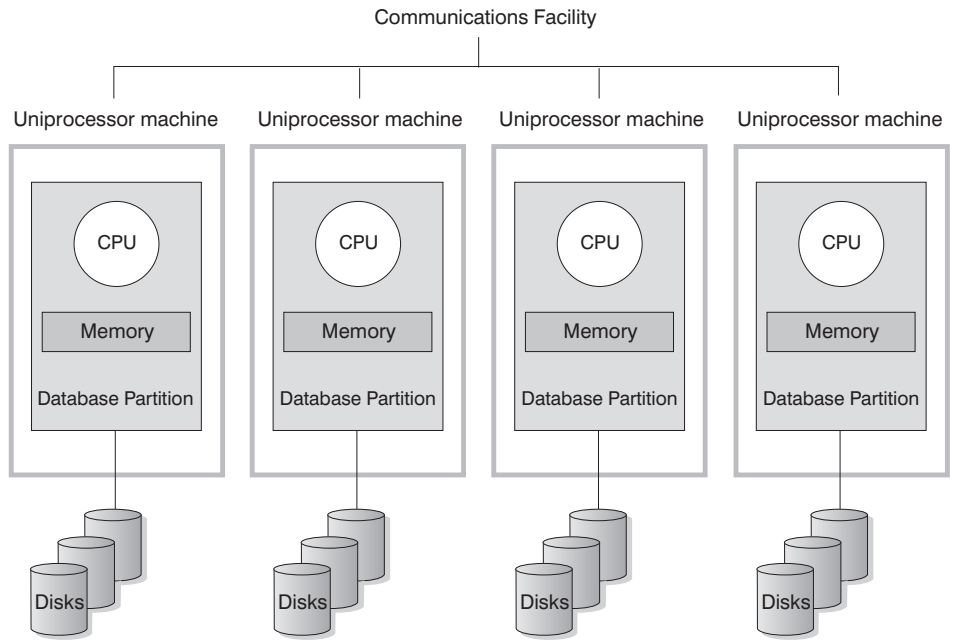 Communications Facility
Uniprocessor machine
Uniprocessor machine
Uniprocessor machine
Uniprocessor machine
CPU
CPU
CPU
CPU
Memory
Memory
Memory
Memory
Database Partition
Database Partition
Database Partition
Database Partition
Disks
Disks
Disks
Disks